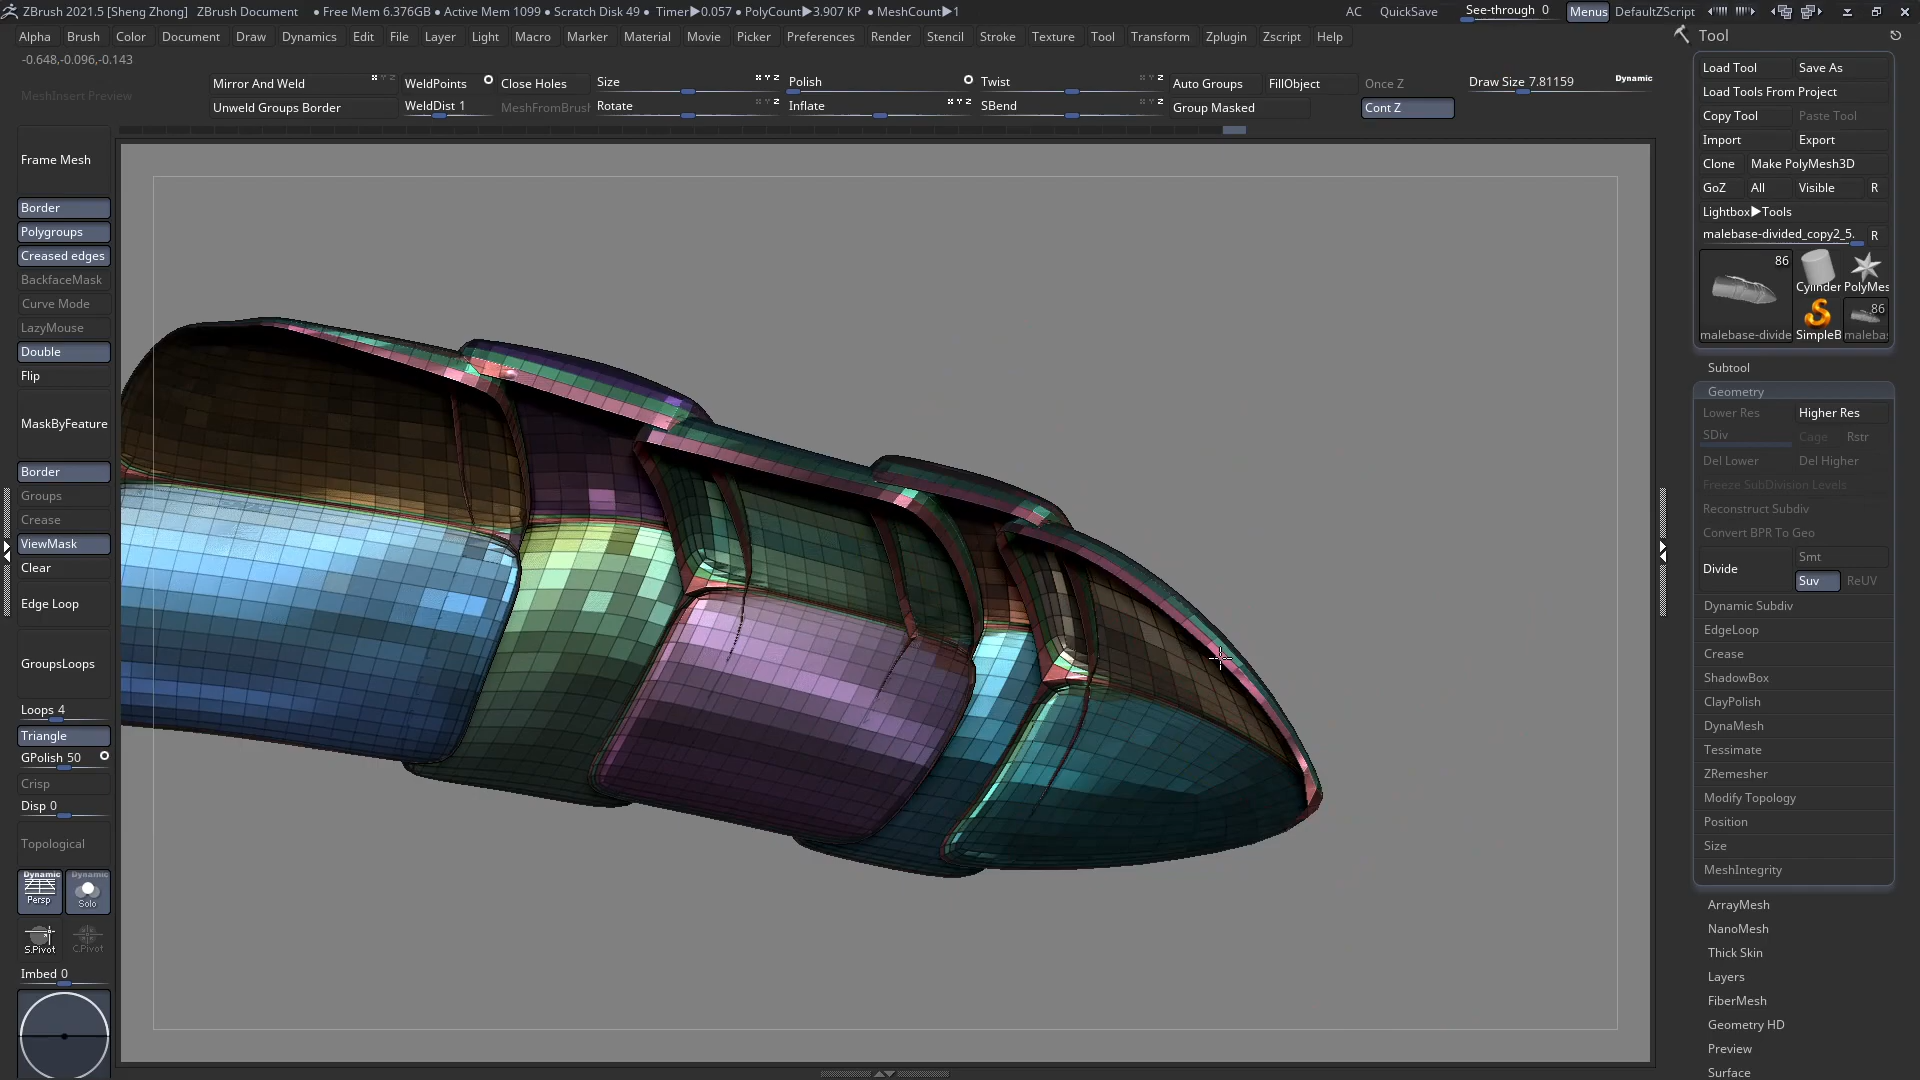 ZBrush 2021.5 [Sheng Zhong] ZBrush Document • Free Mem 6.376GB • Active Mem 1099 • Scratch Disk 49 • Timer▶0.057 • PolyCount▶3.907 KP • MeshCount▶1 AC QuickSave See-through 0 Menus DefaultZScript
Alpha Brush Color Document Draw Dynamics Edit File Layer Light Macro Marker Material Movie Picker Preferences Render Stencil Stroke Texture Tool Transform Zplugin Zscript Help
-0.648,-0.096,-0.143
MeshInsert Preview
Mirror And Weld WeldPoints Close Holes Size Polish Twist Auto Groups FillObject Once Z Draw Size 7.81159 Dynamic
Unweld Groups Border WeldDist 1 MeshFromBrush Rotate Inflate SBend Group Masked Cont Z
Frame Mesh
Border
Polygroups
Creased edges
BackfaceMask
Curve Mode
LazyMouse
Double
Flip
MaskByFeature
Border
Groups
Crease
ViewMask
Clear
Edge Loop
GroupsLoops
Loops 4
Triangle
GPolish 50
Crisp
Disp 0
Topological
Dynamic Dynamic
Persp Solo
S.Pivot C.Pivot
Imbed 0
Tool
Load Tool Save As
Load Tools From Project
Copy Tool Paste Tool
Import Export
Clone Make PolyMesh3D
GoZ All Visible R
Lightbox▶Tools
malebase-divided_copy2_5. R
86
Cylinder PolyMes
86
malebase-divide SimpleB maleba
Subtool
Geometry
Lower Res Higher Res
SDiv Cage Rstr
Del Lower Del Higher
Freeze SubDivision Levels
Reconstruct Subdiv
Convert BPR To Geo
Smt
Divide
Suv ReUV
Dynamic Subdiv
EdgeLoop
Crease
ShadowBox
ClayPolish
DynaMesh
Tessimate
ZRemesher
Modify Topology
Position
Size
MeshIntegrity
ArrayMesh
NanoMesh
Thick Skin
Layers
FiberMesh
Geometry HD
Preview
Surface